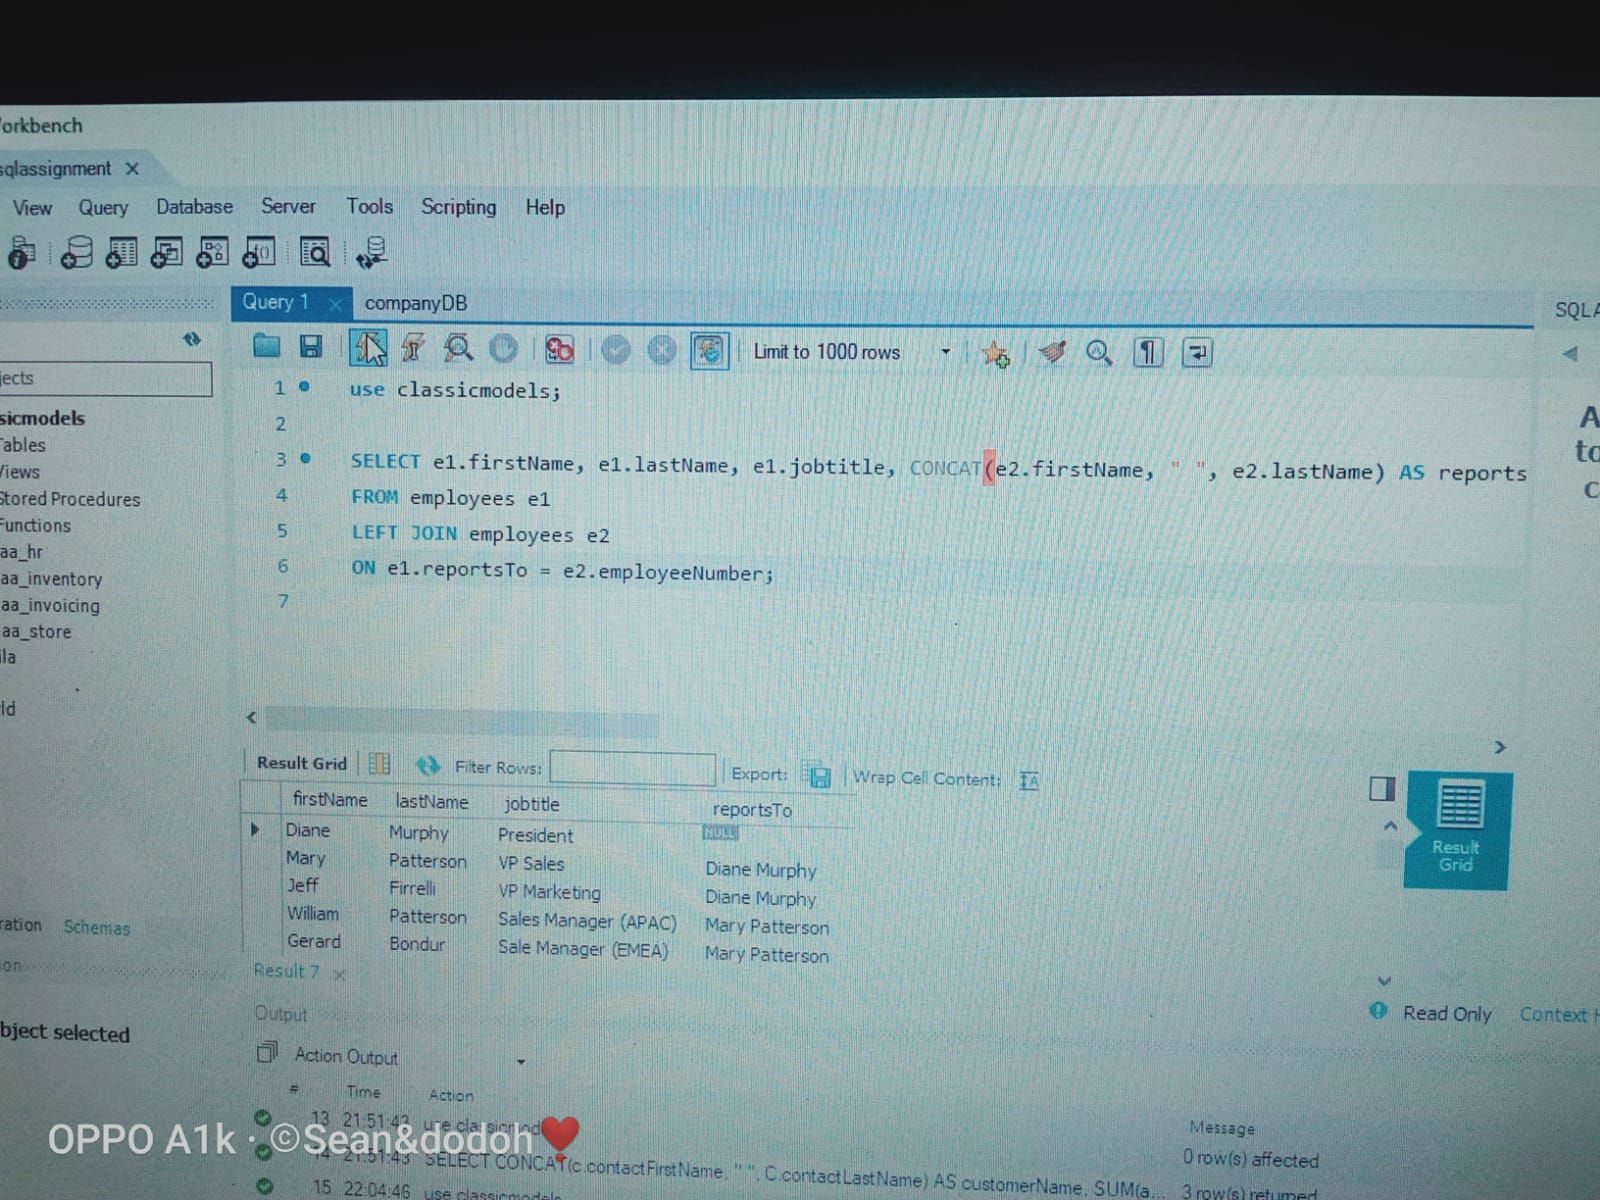 orkbench
sqlassignment
View Query Database Server Tools Scripting Help
Query 1 companyDB
SQLA
Limit to 1000 rows
jects
1 use classicmodels;
2
3 SELECT e1.firstName, e1.lastName, e1.jobtitle, CONCAT(e2.firstName, " ", e2.lastName) AS reports
4 FROM employees e1
5 LEFT JOIN employees e2
6 ON e1.reportsTo = e2.employeeNumber;
7
sicmodels
Tables
Views
Stored Procedures
Functions
aa_hr
aa_inventory
aa_invoicing
aa_store
ila
ld
A
to
c
Result Grid Filter Rows: Export: Wrap Cell Content: IA
firstName lastName jobtitle reportsTo
Diane Murphy President NULL
Mary Patterson VP Sales Diane Murphy
Jeff Firrelli VP Marketing Diane Murphy
William Patterson Sales Manager (APAC) Mary Patterson
Gerard Bondur Sale Manager (EMEA) Mary Patterson
Result Grid
ration Schemas
on
bject selected
Result 7
Read Only Context H
Output
Action Output
# Time Action Message
13 21:51:43 0 row(s) affected
14 21:51:43 SELECT CONCAT(c.contactFirstName, " ", C.contactLastName) AS customerName, SUM(a... 3 row(s) returned
15 22:04:46 use classicmodels
OPPO A1k · ©Sean&dodoh❤